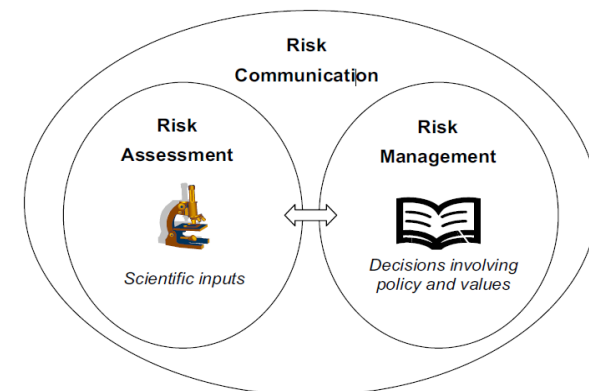 Risk
Communication
Risk
Assessment
Scientific inputs
Risk
Management
Decisions involving
policy and values